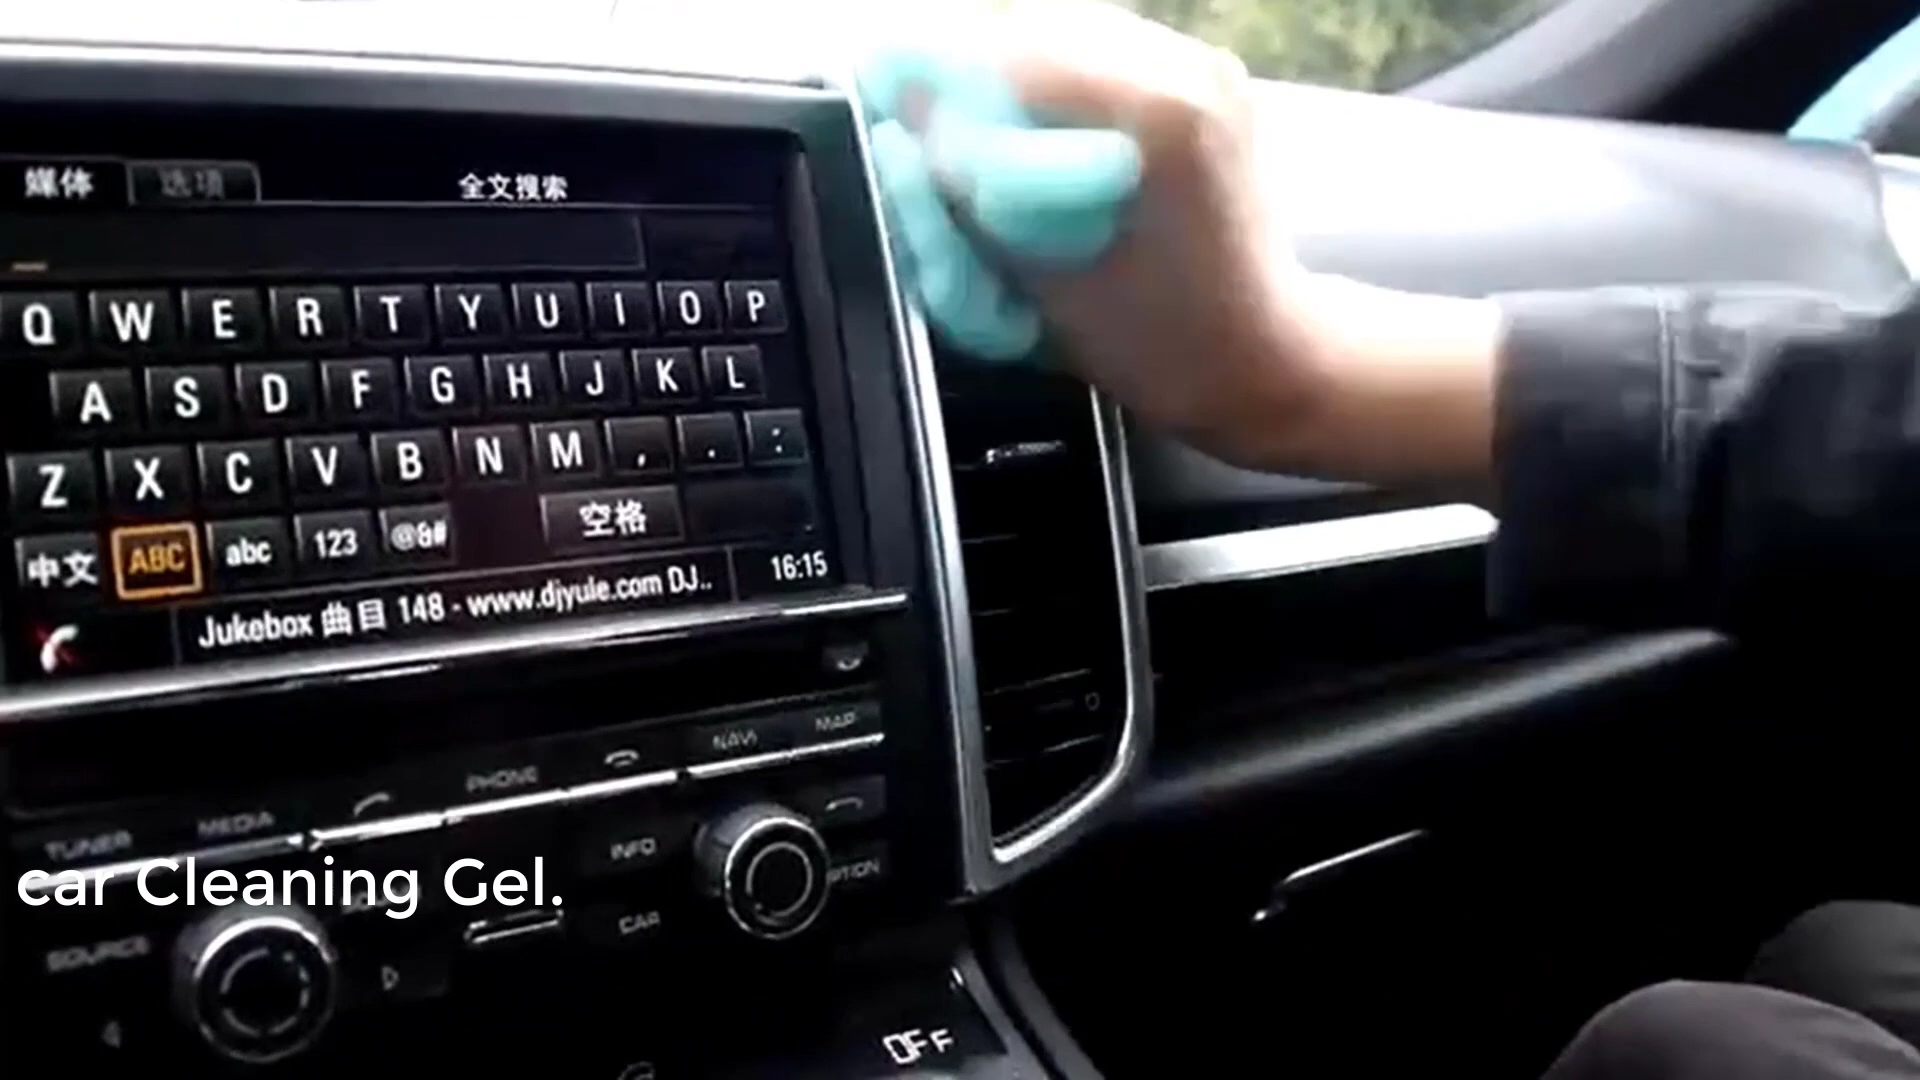 媒体 选项 全文搜索
Q W E R T Y U I O P
A S D F G H J K L
Z X C V B N M , . :
中文 ABC abc 123 @&# 空格
Jukebox 曲目 148 - www.djyule.com DJ.. 16:15
TUNER MEDIA PHONE NAVI MAP
INFO
car Cleaning Gel.
SOURCE CAR
OFF